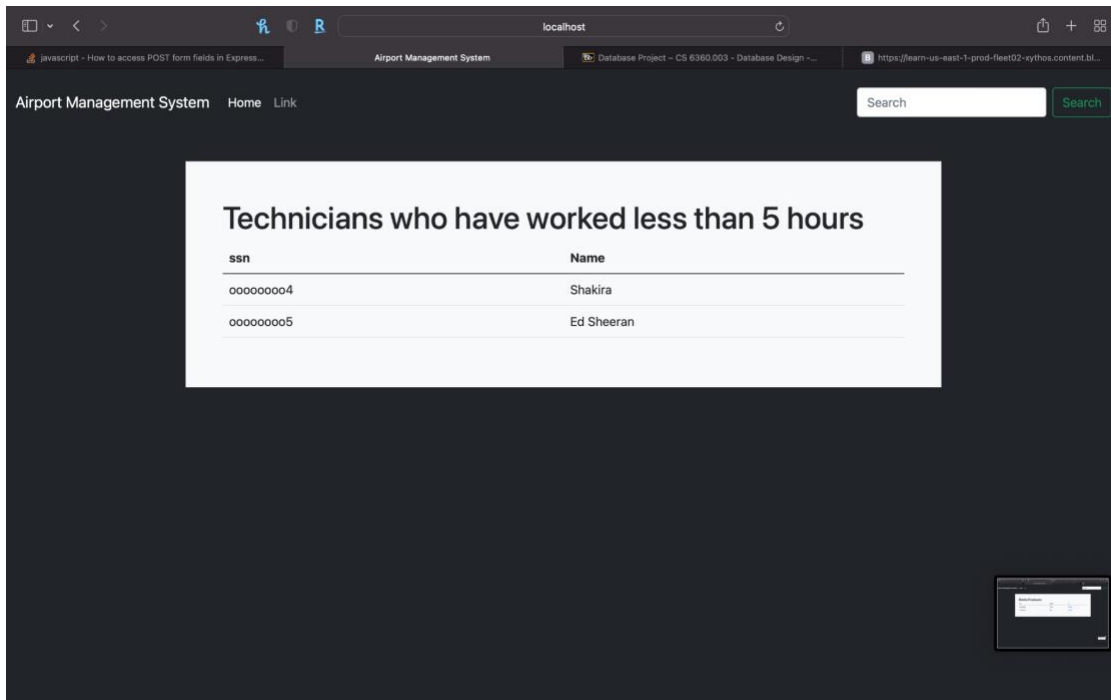 localhost
javascript - How to access POST form fields in Express...
Airport Management System
Database Project – CS 6360.003 - Database Design -...
B https://learn-us-east-1-prod-fleet02-xythos.content.bl...
Airport Management System Home Link
Search Search
Technicians who have worked less than 5 hours
ssn Name
oooooooo4 Shakira
oooooooo5 Ed Sheeran